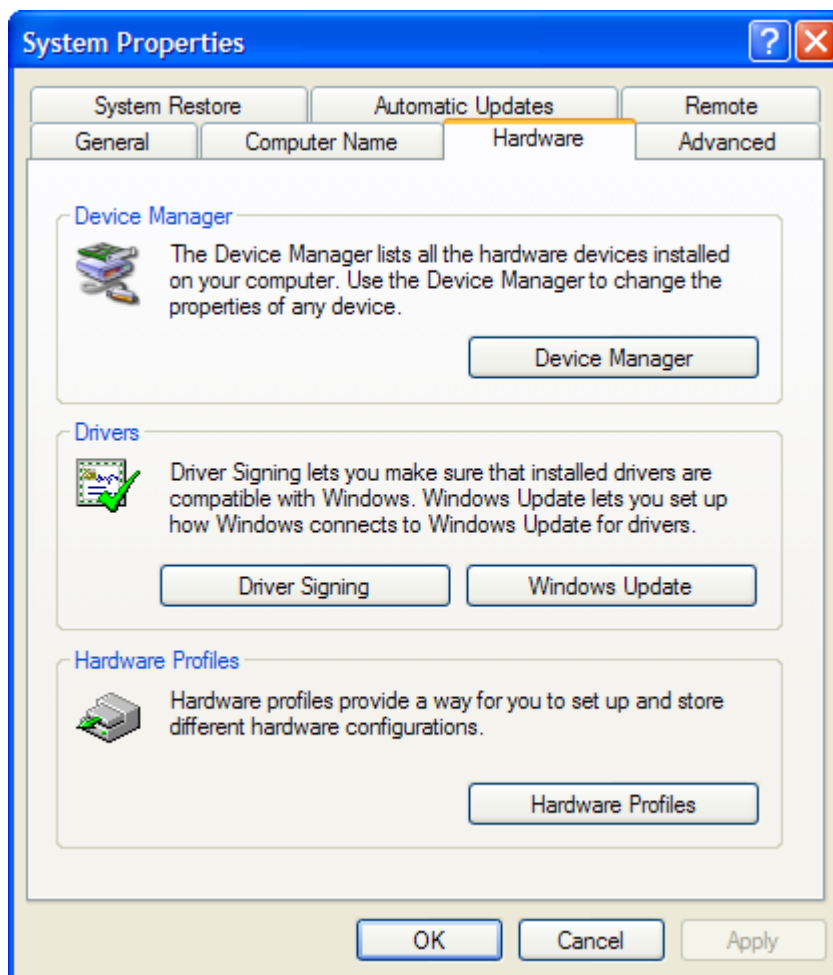 System Properties
System Restore
Automatic Updates
Remote
General
Computer Name
Hardware
Advanced
Device Manager
The Device Manager lists all the hardware devices installed
on your computer. Use the Device Manager to change the
properties of any device.
Device Manager
Drivers
Driver Signing lets you make sure that installed drivers are
compatible with Windows. Windows Update lets you set up
how Windows connects to Windows Update for drivers.
Driver Signing
Windows Update
Hardware Profiles
Hardware profiles provide a way for you to set up and store
different hardware configurations.
Hardware Profiles
OK
Cancel
Apply